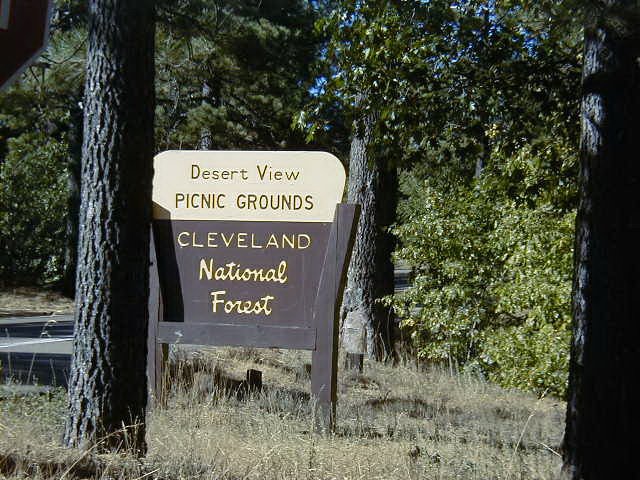 Desert View
PICNIC GROUNDS
CLEVELAND
National
Forest